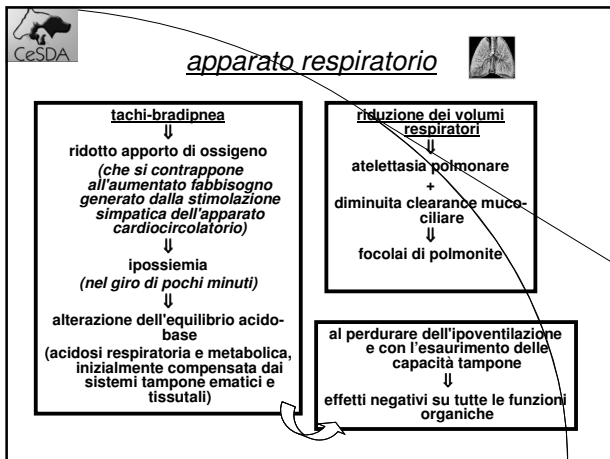 CeSDA
apparato respiratorio
tachi-bradipnea
⇓
ridotto apporto di ossigeno
(che si contrappone
all'aumentato fabbisogno
generato dalla stimolazione
simpatica dell'apparato
cardiocircolatorio)
⇓
ipossiemia
(nel giro di pochi minuti)
⇓
alterazione dell'equilibrio acido-
base
(acidosi respiratoria e metabolica,
inizialmente compensata dai
sistemi tampone ematici e
tissutali)
riduzione dei volumi
respiratori
⇓
atelettasia polmonare
+
diminuita clearance muco-
ciliare
⇓
focolai di polmonite
al perdurare dell'ipoventilazione
e con l'esaurimento delle
capacità tampone
⇓
effetti negativi su tutte le funzioni
organiche